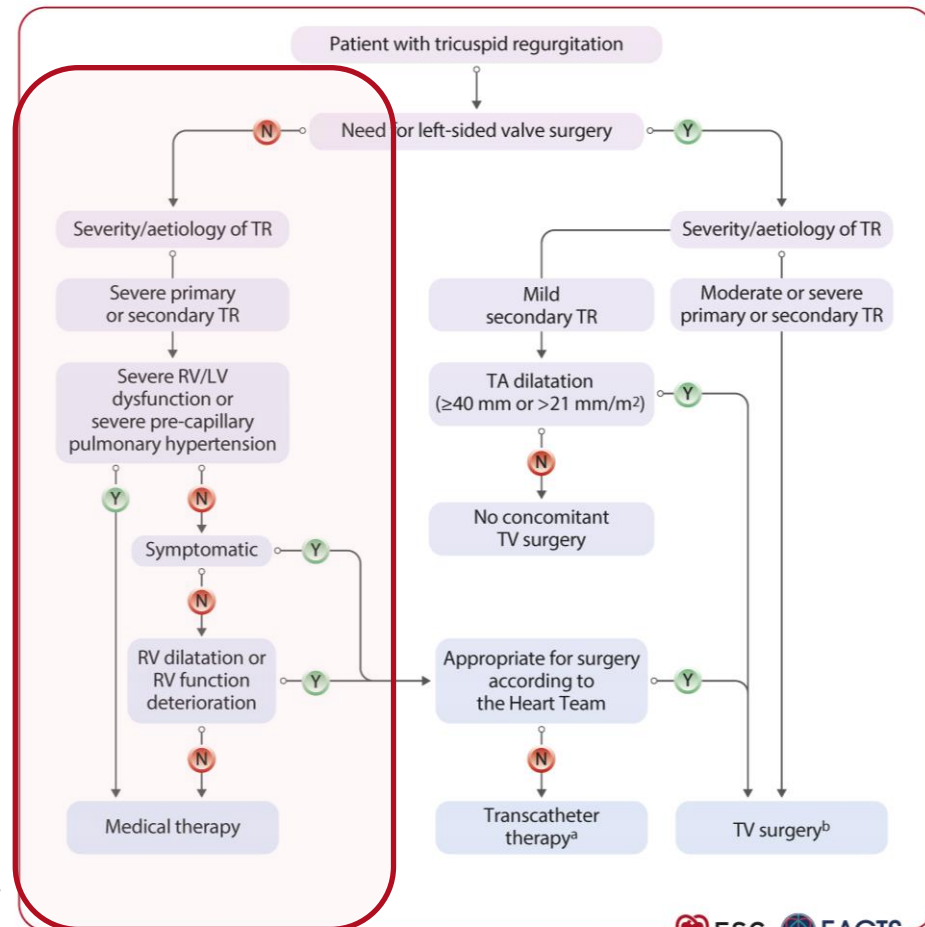 Patient with tricuspid regurgitation
N
Need for left-sided valve surgery
Y
Severity/aetiology of TR
Severity/aetiology of TR
Severe primary
or secondary TR
Mild
secondary TR
Moderate or severe
primary or secondary TR
Severe RV/LV
dysfunction or
severe pre-capillary
pulmonary hypertension
TA dilatation
(≥40 mm or >21 mm/m²)
Y
Y
N
N
No concomitant
TV surgery
Symptomatic
Y
N
RV dilatation or
RV function
deterioration
Y
Appropriate for surgery
according to
the Heart Team
Y
N
N
Medical therapy
Transcatheter
therapyᵃ
TV surgeryᵇ
ESC
EACTS